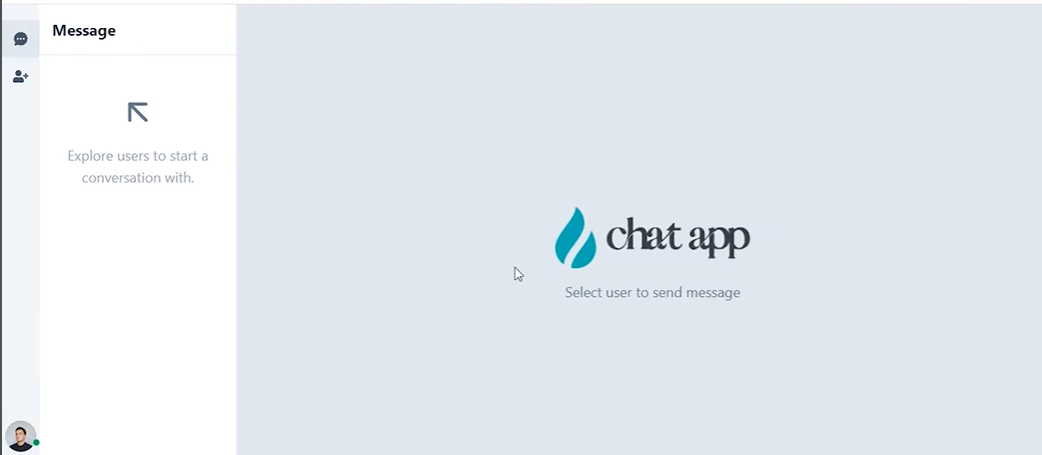 Message
Explore users to start a
conversation with.
chat app
Select user to send message